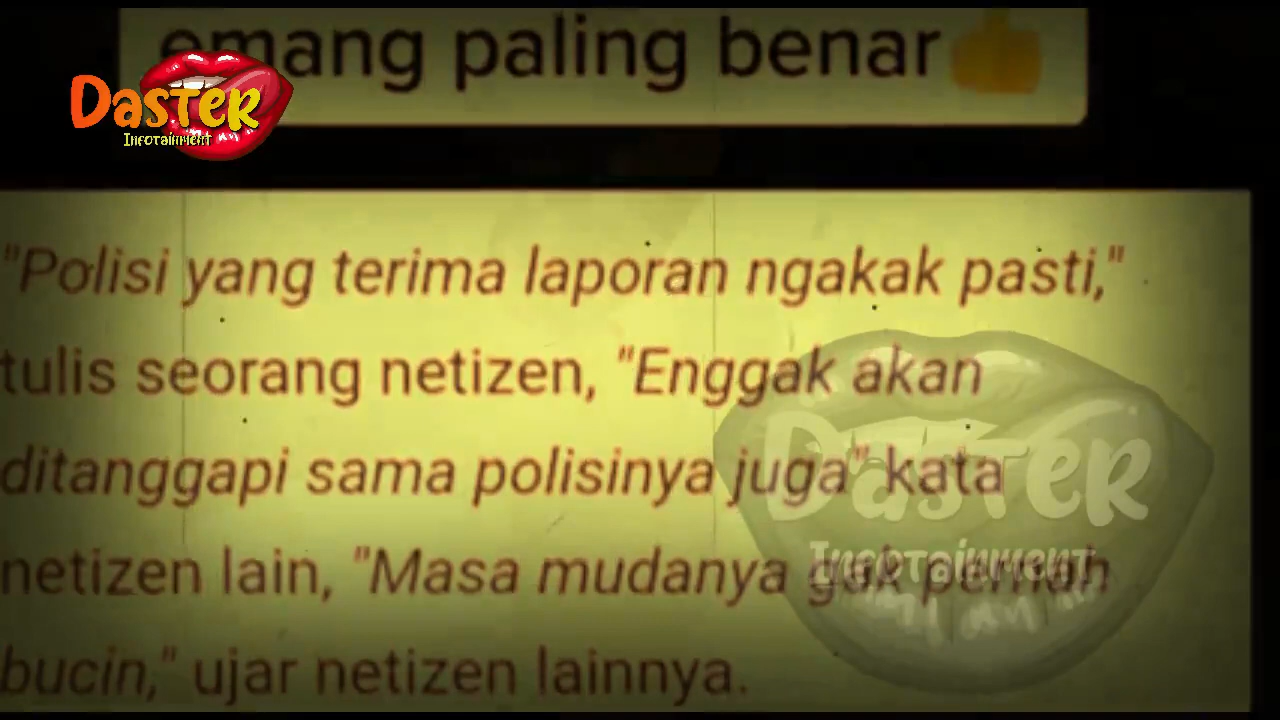 emang paling benar👍
DaSTER
INFOTaiNMENT
"Polisi yang terima laporan ngakak pasti,"
tulis seorang netizen, "Enggak akan
ditanggapi sama polisinya juga" kata
netizen lain, "Masa mudanya gak pernah
bucin," ujar netizen lainnya.
DaSTER
INFOTaiNMENT